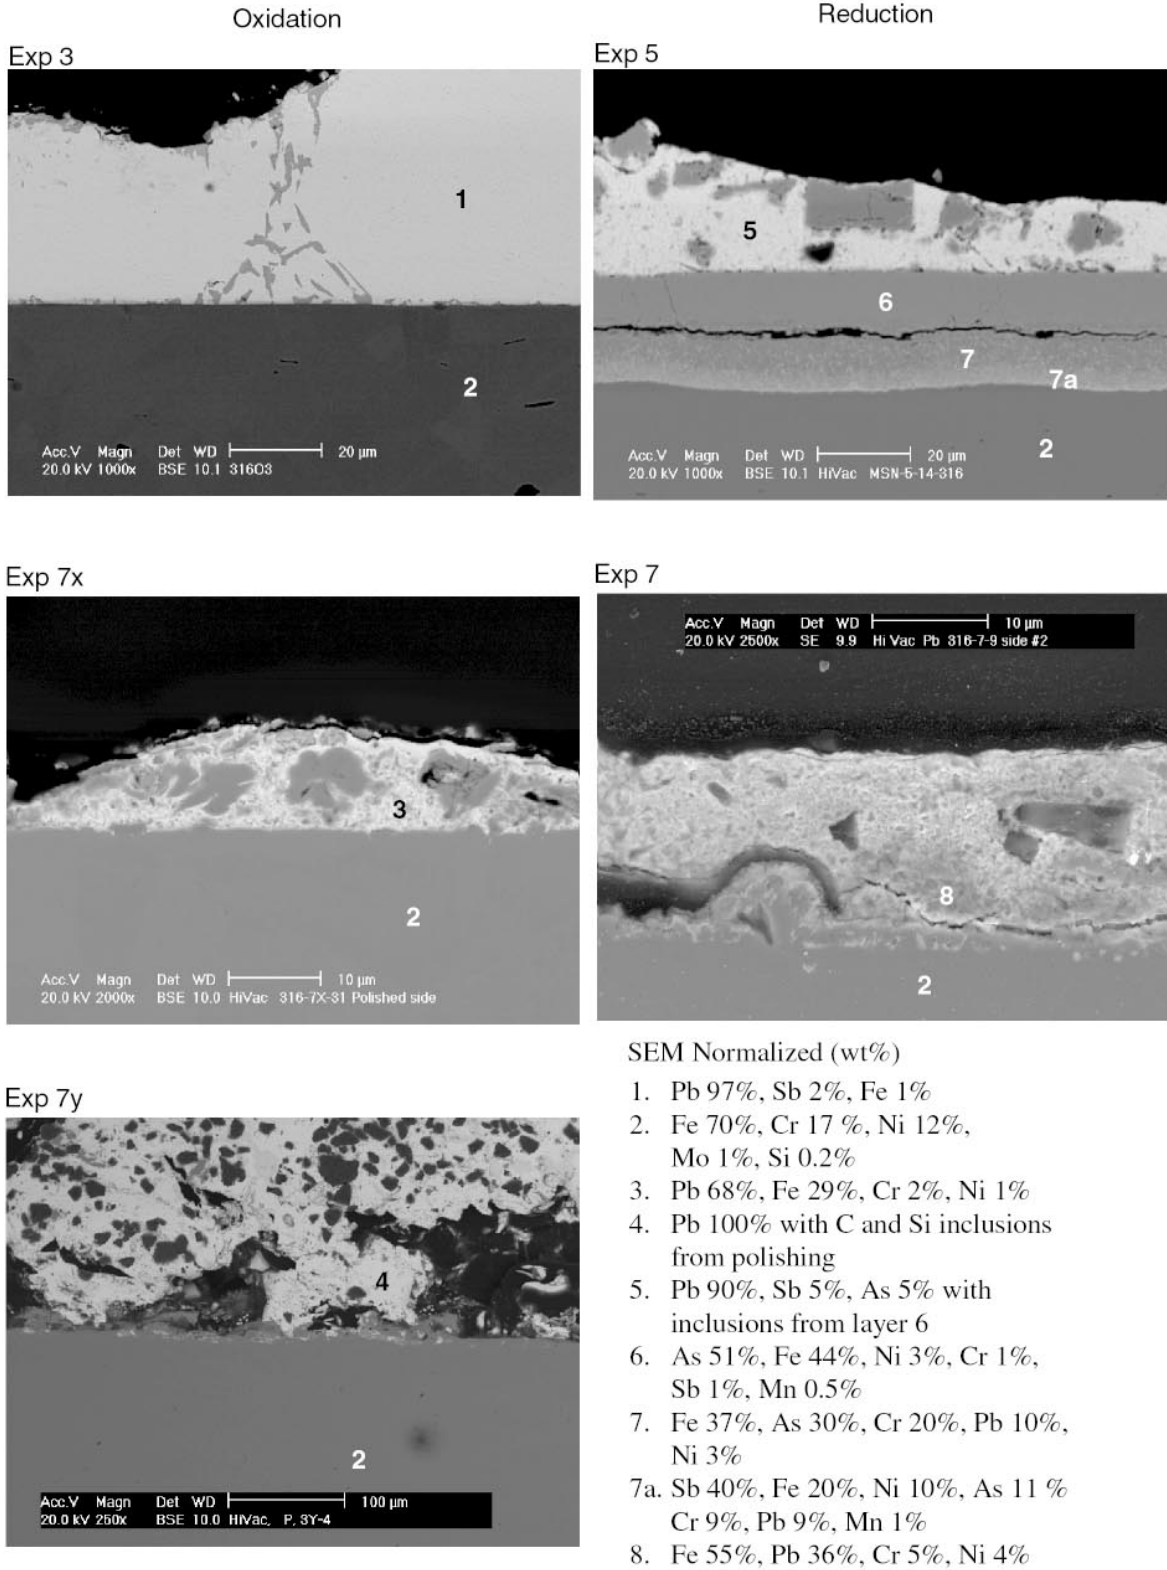 Oxidation
Reduction
Exp 3
1
2
Acc.V Magn Det WD 20 µm
20.0 kV 1000x BSE 10.1 316O3
Exp 5
5
6
7
7a
2
Acc.V Magn Det WD 20 µm
20.0 kV 1000x BSE 10.1 HiVac MSN-5-14-316
Exp 7x
3
2
Acc.V Magn Det WD 10 µm
20.0 kV 2000x BSE 10.0 HiVac 316-7X-31 Polished side
Exp 7
Acc.V Magn Det WD 10 µm
20.0 kV 2500x SE 9.9 Hi Vac Pb 316-7-9 side #2
8
2
Exp 7y
4
2
Acc.V Magn Det WD 100 µm
20.0 kV 250x BSE 10.0 HiVac, P, 3Y-4
SEM Normalized (wt%)
1. Pb 97%, Sb 2%, Fe 1%
2. Fe 70%, Cr 17 %, Ni 12%,
Mo 1%, Si 0.2%
3. Pb 68%, Fe 29%, Cr 2%, Ni 1%
4. Pb 100% with C and Si inclusions
from polishing
5. Pb 90%, Sb 5%, As 5% with
inclusions from layer 6
6. As 51%, Fe 44%, Ni 3%, Cr 1%,
Sb 1%, Mn 0.5%
7. Fe 37%, As 30%, Cr 20%, Pb 10%,
Ni 3%
7a. Sb 40%, Fe 20%, Ni 10%, As 11 %
Cr 9%, Pb 9%, Mn 1%
8. Fe 55%, Pb 36%, Cr 5%, Ni 4%